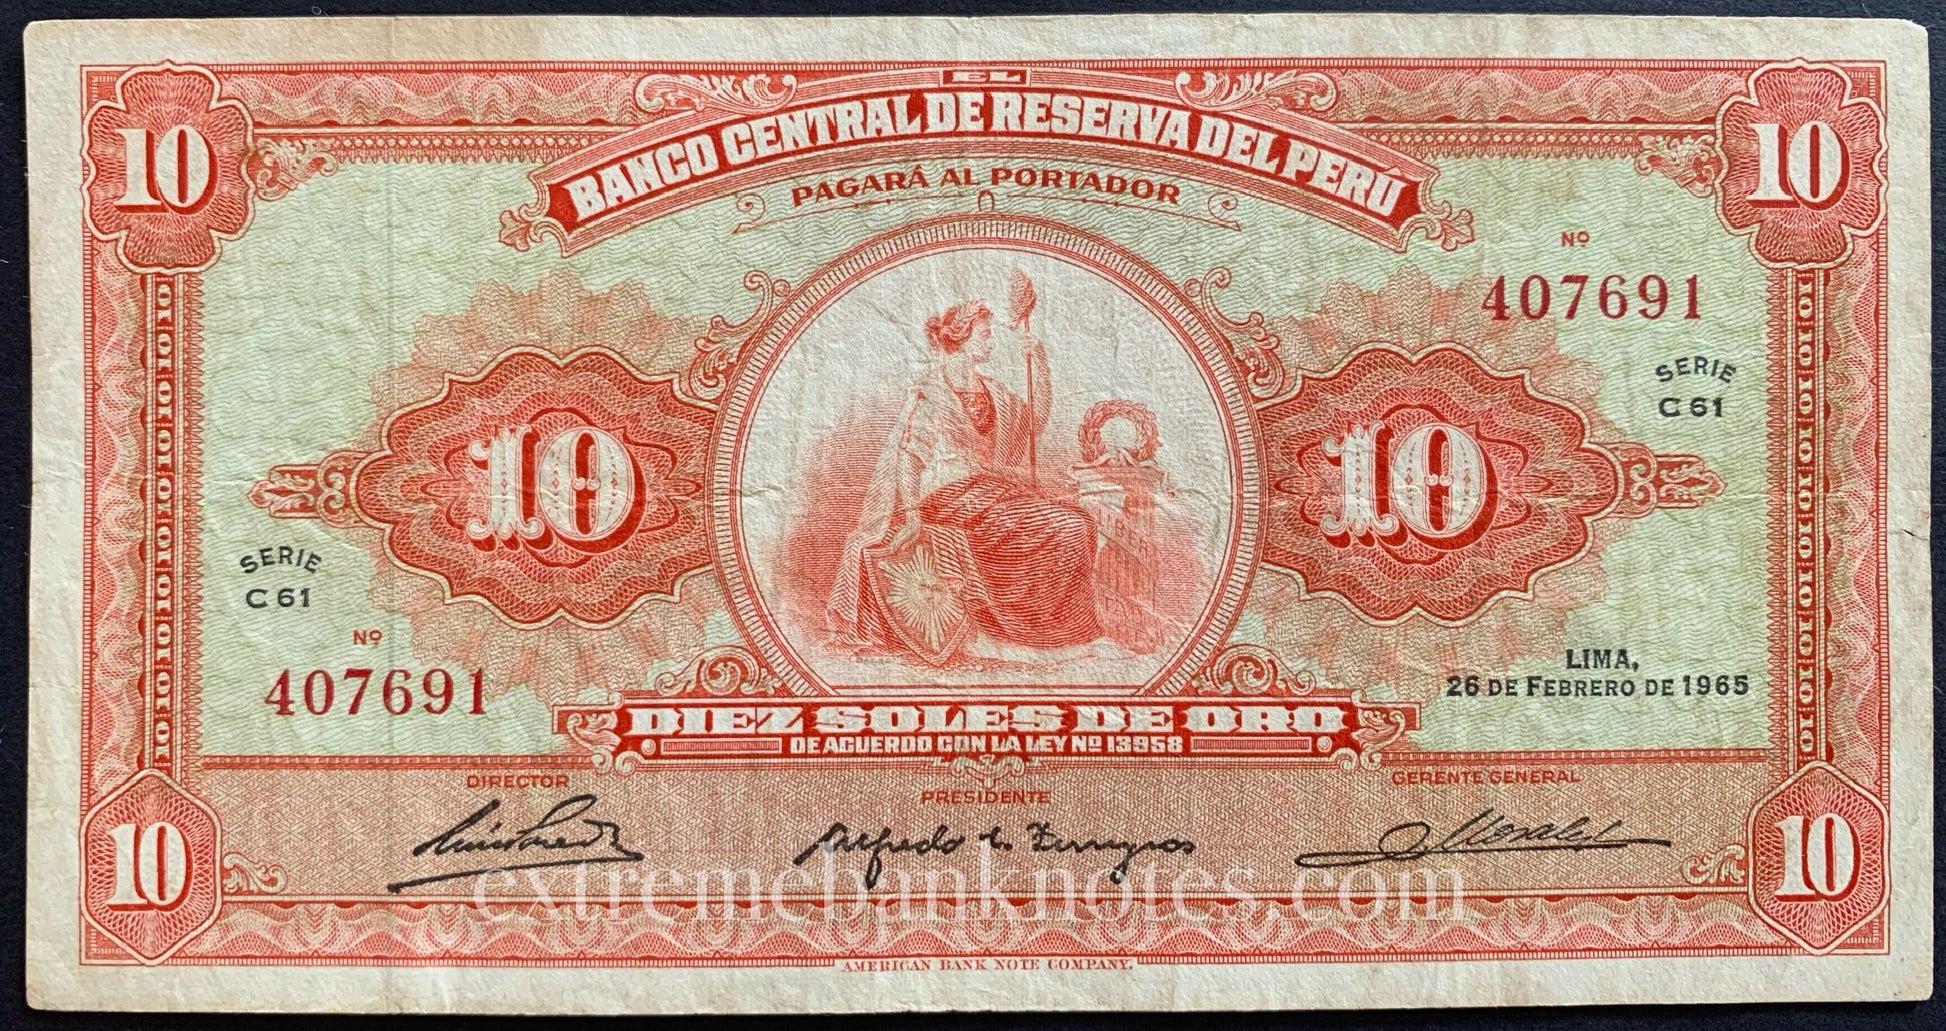 EL
BANCO CENTRAL DE RESERVA DEL PERÚ
PAGARÁ AL PORTADOR
10
10
Nº
407691
SERIE
C 61
10
10
SERIE
C 61
Nº
407691
LIMA,
26 DE FEBRERO DE 1965
DIEZ SOLES DE ORO
DE ACUERDO CON LA LEY Nº 13958
DIRECTOR
PRESIDENTE
GERENTE GENERAL
10
10
extremebanknotes.com
AMERICAN BANK NOTE COMPANY.